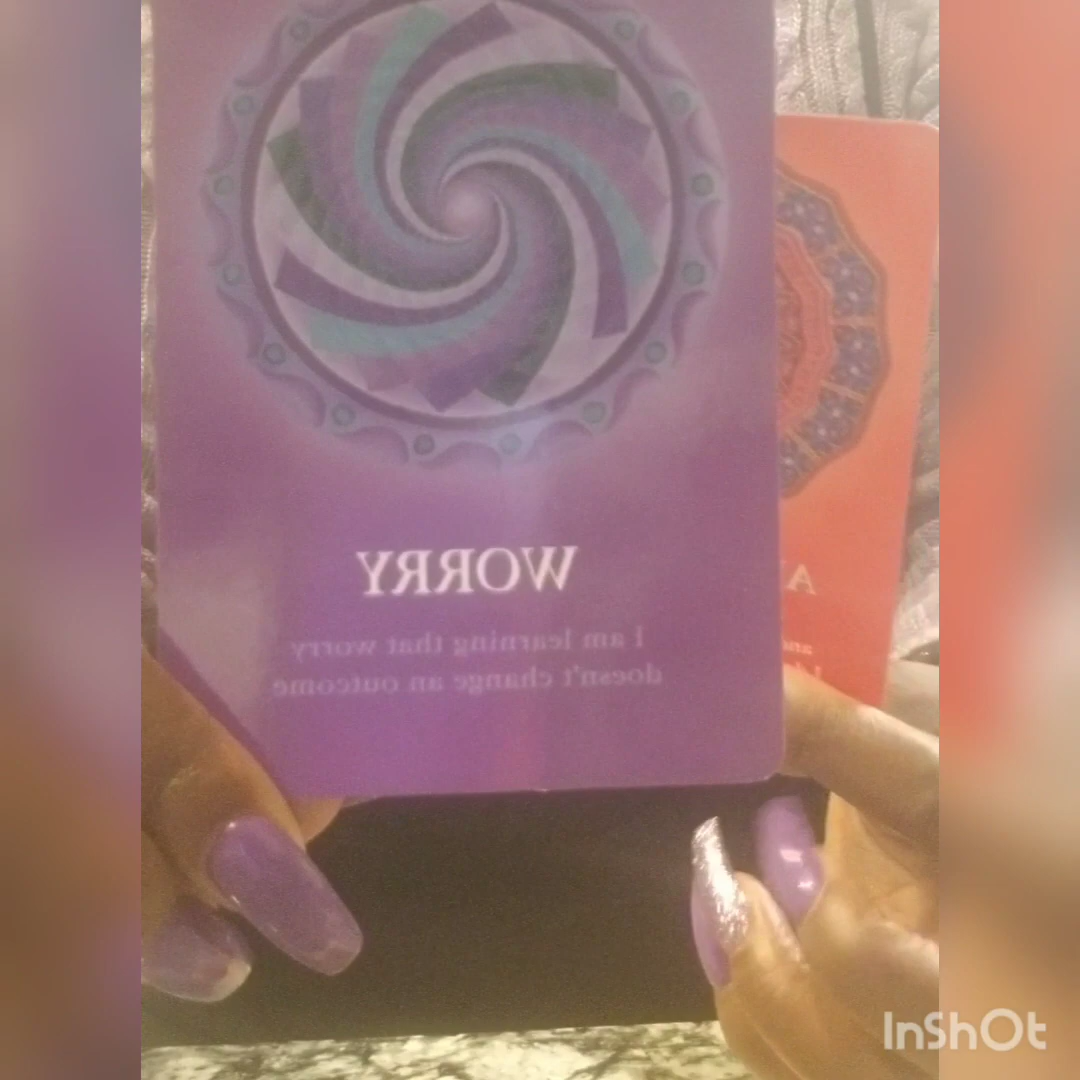 WORRY
I am learning that worry
doesn't change an outcome
A
InShOt